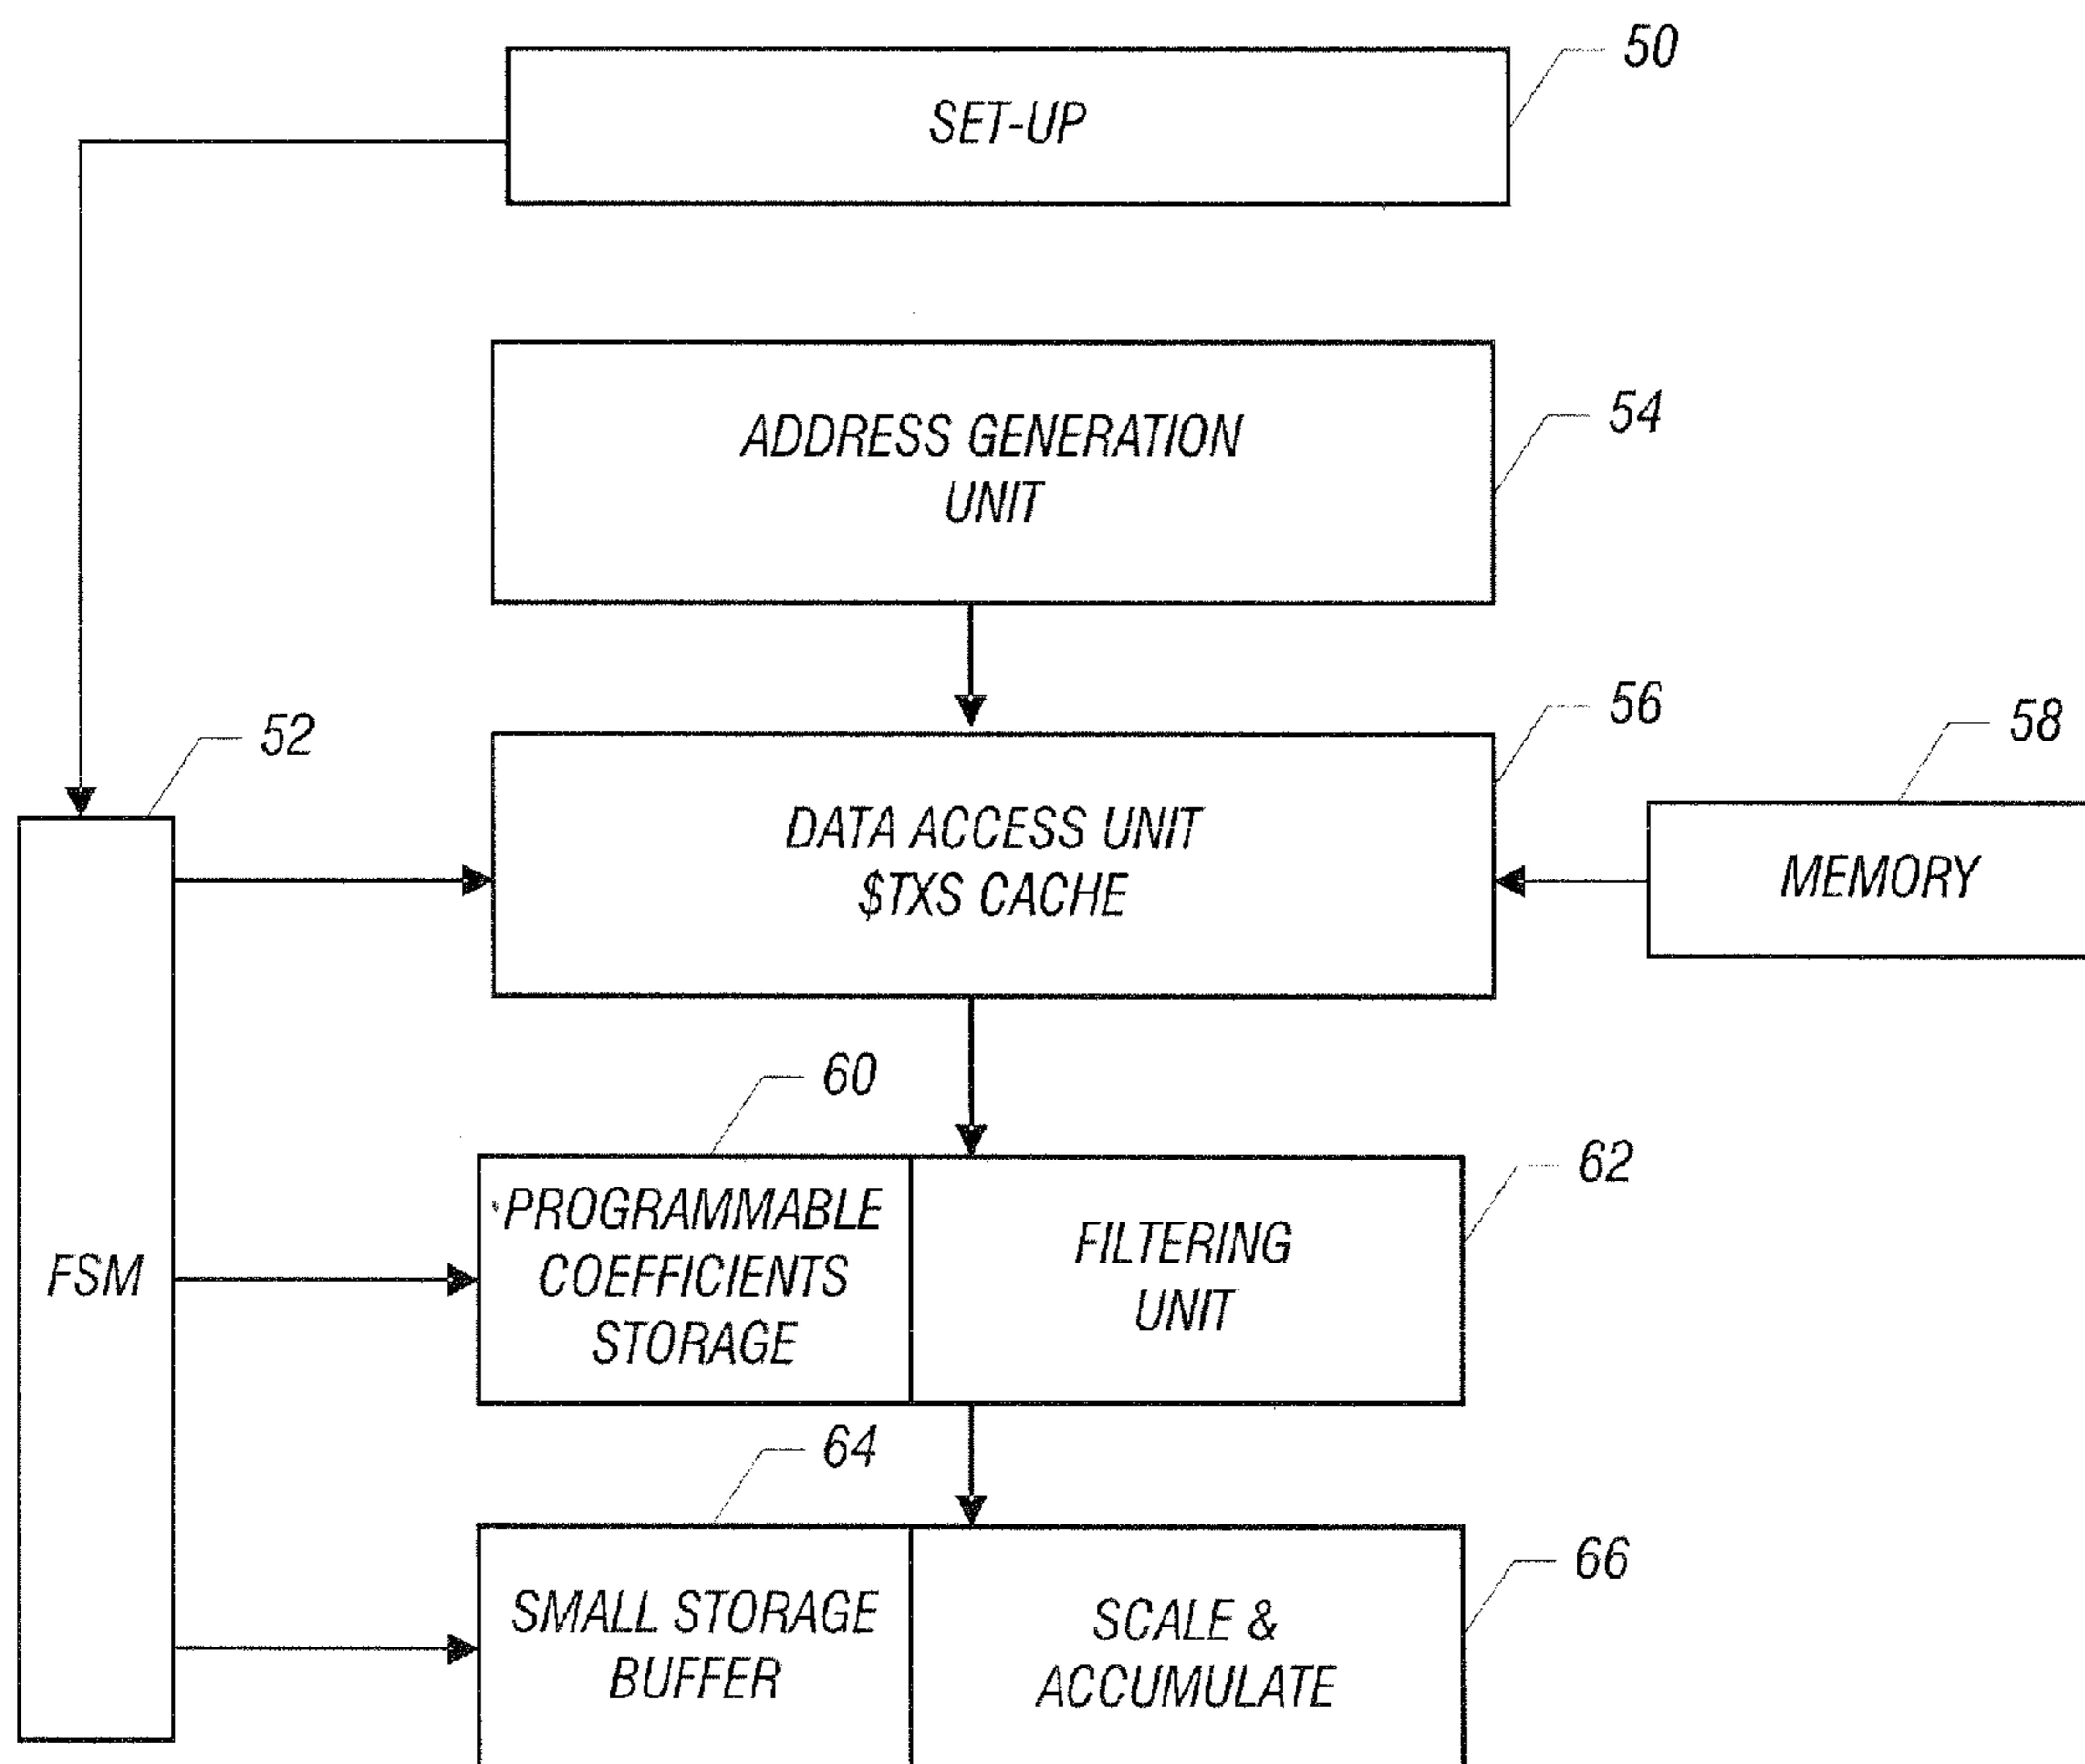 50
SET-UP
54
ADDRESS GENERATION
UNIT
56
58
52
DATA ACCESS UNIT
$TXS CACHE
MEMORY
60
62
PROGRAMMABLE
COEFFICIENTS
STORAGE
FILTERING
UNIT
FSM
64
66
SMALL STORAGE
BUFFER
SCALE &
ACCUMULATE